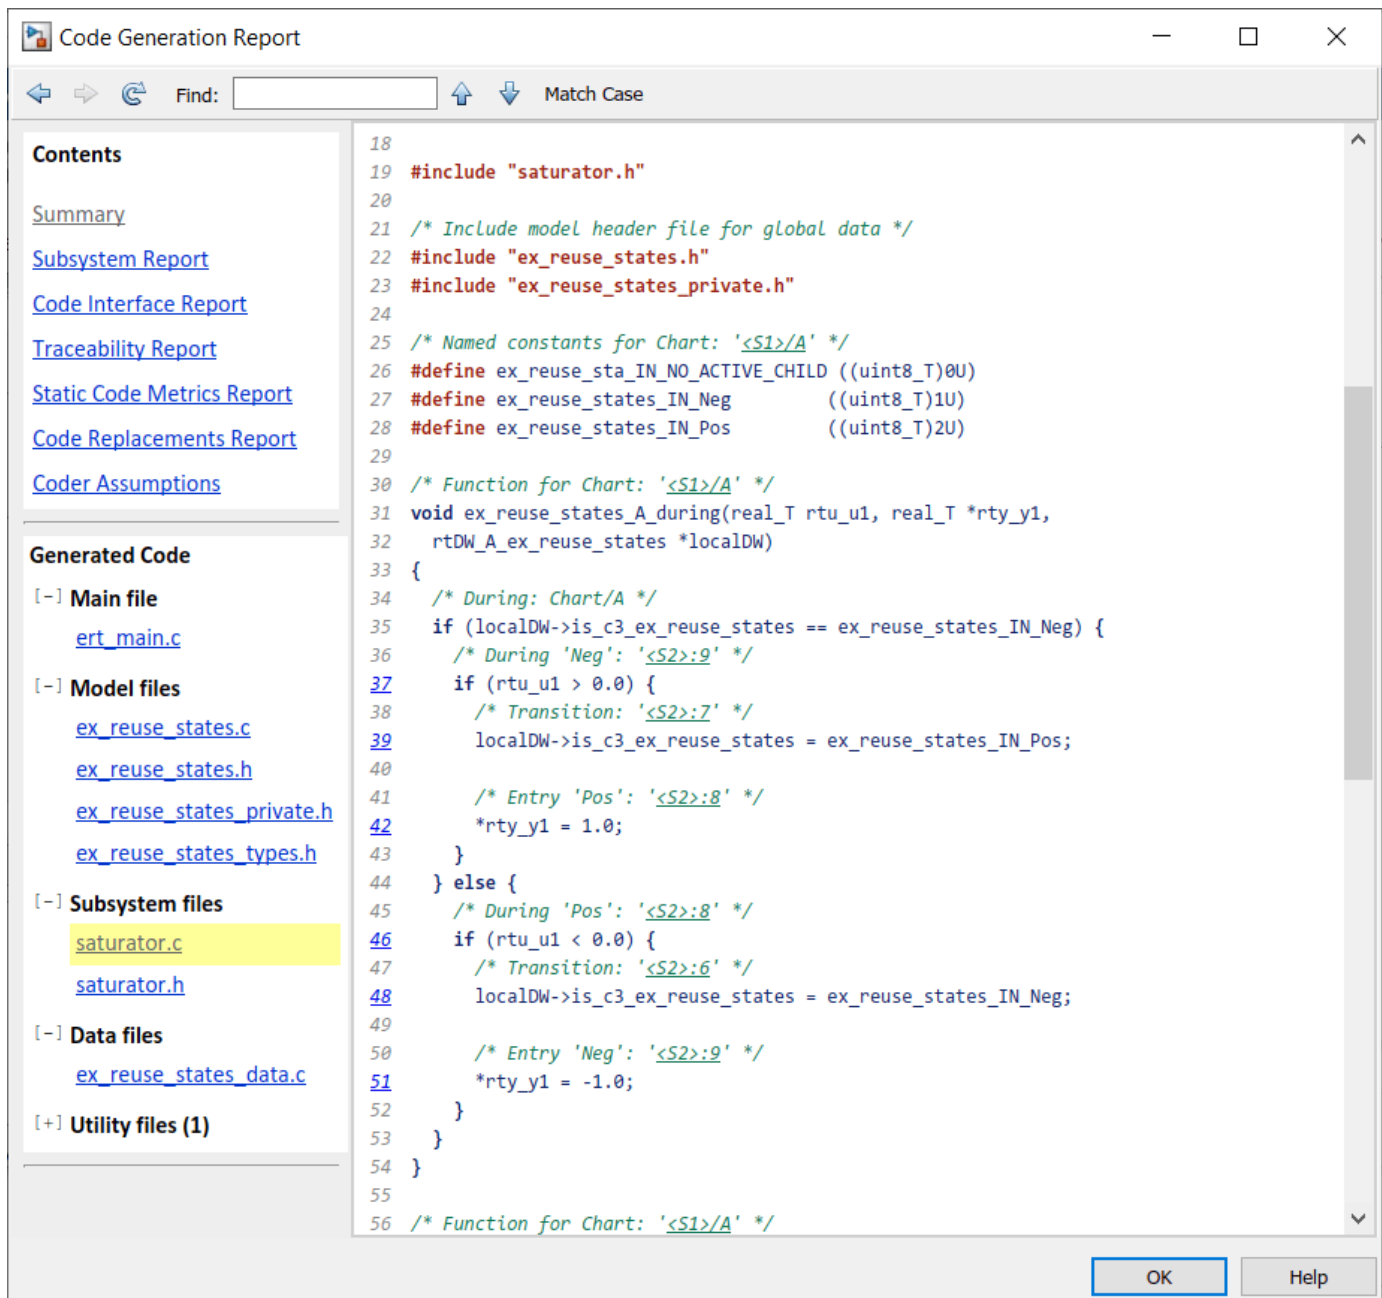 Code Generation Report
Find:
Match Case
Contents
Summary
Subsystem Report
Code Interface Report
Traceability Report
Static Code Metrics Report
Code Replacements Report
Coder Assumptions
Generated Code
[-] Main file
ert_main.c
[-] Model files
ex_reuse_states.c
ex_reuse_states.h
ex_reuse_states_private.h
ex_reuse_states_types.h
[-] Subsystem files
saturator.c
saturator.h
[-] Data files
ex_reuse_states_data.c
[+] Utility files (1)
18
19 #include "saturator.h"
20
21 /* Include model header file for global data */
22 #include "ex_reuse_states.h"
23 #include "ex_reuse_states_private.h"
24
25 /* Named constants for Chart: '<S1>/A' */
26 #define ex_reuse_sta_IN_NO_ACTIVE_CHILD ((uint8_T)0U)
27 #define ex_reuse_states_IN_Neg         ((uint8_T)1U)
28 #define ex_reuse_states_IN_Pos         ((uint8_T)2U)
29
30 /* Function for Chart: '<S1>/A' */
31 void ex_reuse_states_A_during(real_T rtu_u1, real_T *rty_y1,
32   rtDW_A_ex_reuse_states *localDW)
33 {
34   /* During: Chart/A */
35   if (localDW->is_c3_ex_reuse_states == ex_reuse_states_IN_Neg) {
36     /* During 'Neg': '<S2>:9' */
37     if (rtu_u1 > 0.0) {
38       /* Transition: '<S2>:7' */
39       localDW->is_c3_ex_reuse_states = ex_reuse_states_IN_Pos;
40
41       /* Entry 'Pos': '<S2>:8' */
42       *rty_y1 = 1.0;
43     }
44   } else {
45     /* During 'Pos': '<S2>:8' */
46     if (rtu_u1 < 0.0) {
47       /* Transition: '<S2>:6' */
48       localDW->is_c3_ex_reuse_states = ex_reuse_states_IN_Neg;
49
50       /* Entry 'Neg': '<S2>:9' */
51       *rty_y1 = -1.0;
52     }
53   }
54 }
55
56 /* Function for Chart: '<S1>/A' */
OK
Help